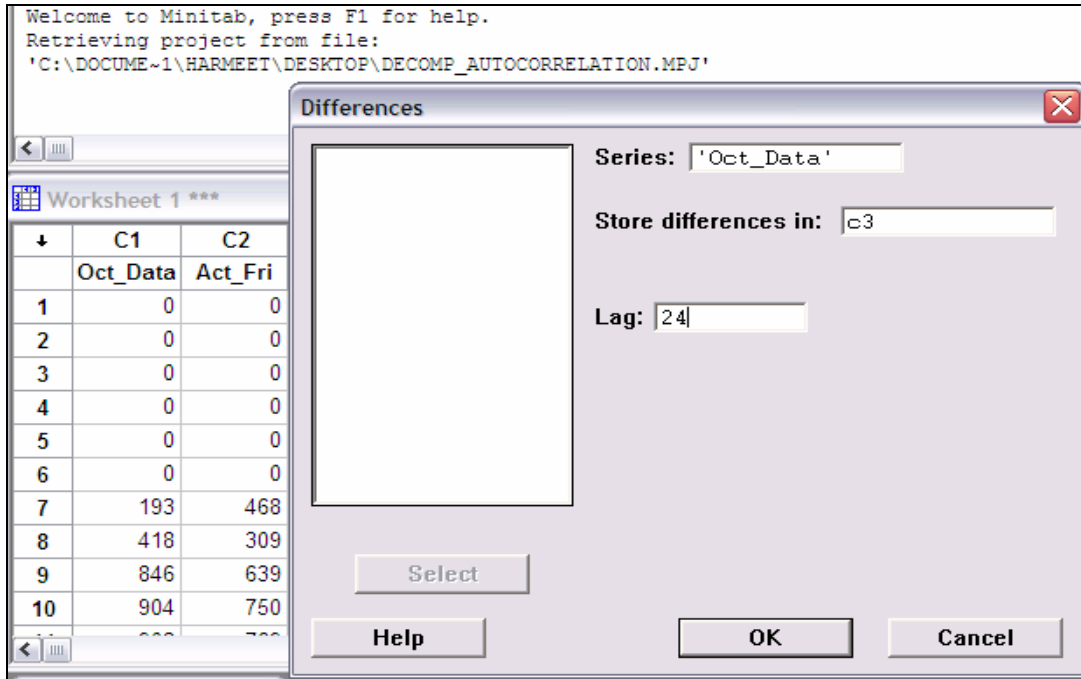 Welcome to Minitab, press F1 for help.
Retrieving project from file:
'C:\DOCUME~1\HARMEET\DESKTOP\DECOMP_AUTOCORRELATION.MPJ'
Differences
Series: 'Oct_Data'
Store differences in: c3
Lag: 24
Select
Help OK Cancel
Worksheet 1 ***
C1 C2
Oct_Data Act_Fri
1 0 0
2 0 0
3 0 0
4 0 0
5 0 0
6 0 0
7 193 468
8 418 309
9 846 639
10 904 750